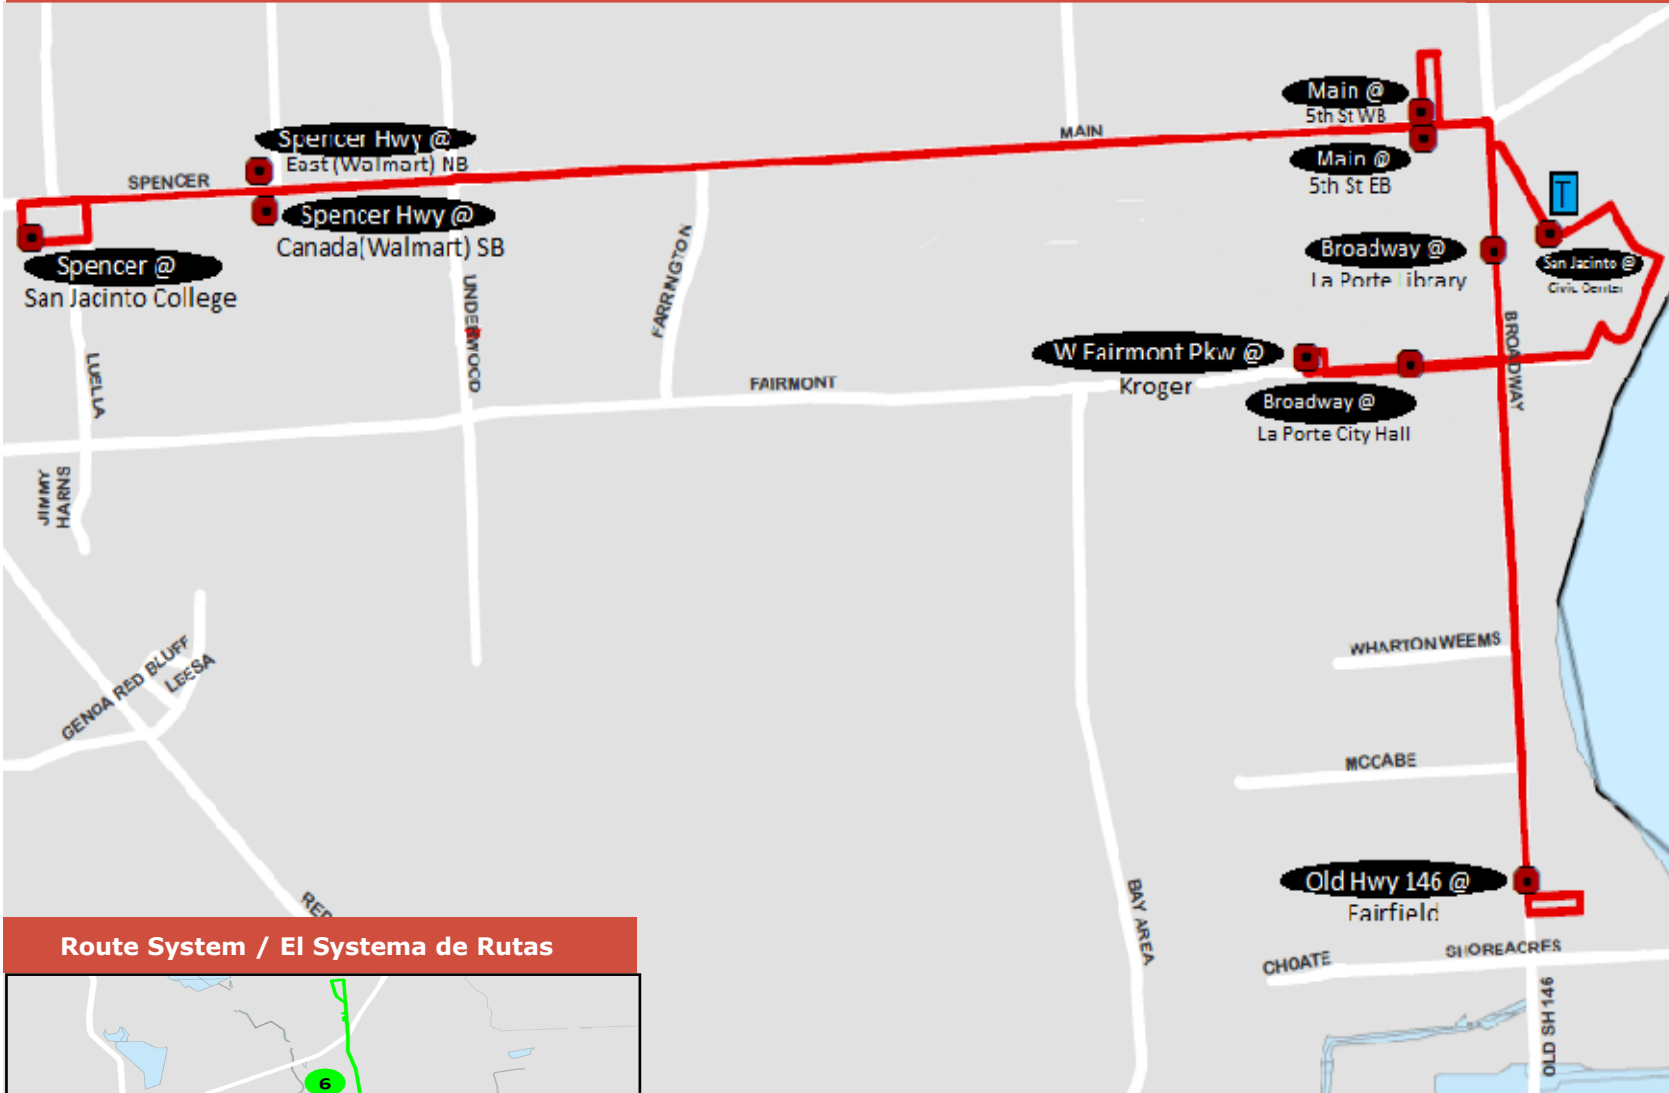 Main @
5th St WB
MAIN
Spencer Hwy @
East (Walmart) NB
Main @
5th St EB
SPENCER
T
Spencer Hwy @
Canada(Walmart) SB
Broadway @
La Porte Library
San Jacinto @
Civic Center
Spencer @
San Jacinto College
UNDERWOOD
FARRINGTON
BROADWAY
W Fairmont Pkw @
Kroger
LUELLA
FAIRMONT
Broadway @
La Porte City Hall
JIMMY
HARNS
WHARTON WEEMS
GENOA RED BLUFF
LEESA
MCCABE
Old Hwy 146 @
Fairfield
RED
BAY AREA
SHOREACRES
CHOATE
OLD SH 146
Route System / El Systema de Rutas
6